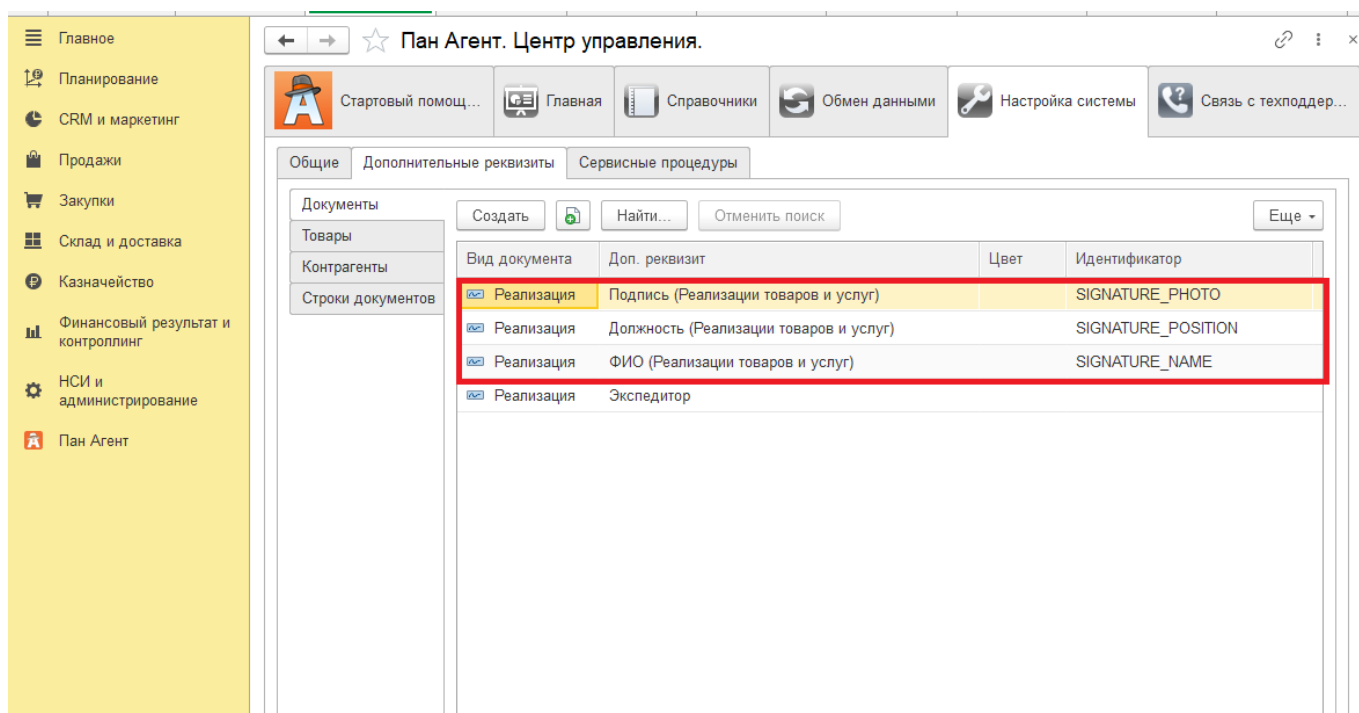 Главное
Планирование
CRM и маркетинг
Продажи
Закупки
Склад и доставка
Казначейство
Финансовый результат и
контроллинг
НСИ и
администрирование
Пан Агент
Пан Агент. Центр управления.
Стартовый помощ...
Главная
Справочники
Обмен данными
Настройка системы
Связь с техподдер...
Общие
Дополнительные реквизиты
Сервисные процедуры
Документы
Товары
Контрагенты
Строки документов
Создать
Найти...
Отменить поиск
Еще
Вид документа Доп. реквизит Цвет Идентификатор
Реализация Подпись (Реализации товаров и услуг) SIGNATURE_PHOTO
Реализация Должность (Реализации товаров и услуг) SIGNATURE_POSITION
Реализация ФИО (Реализации товаров и услуг) SIGNATURE_NAME
Реализация Экспедитор